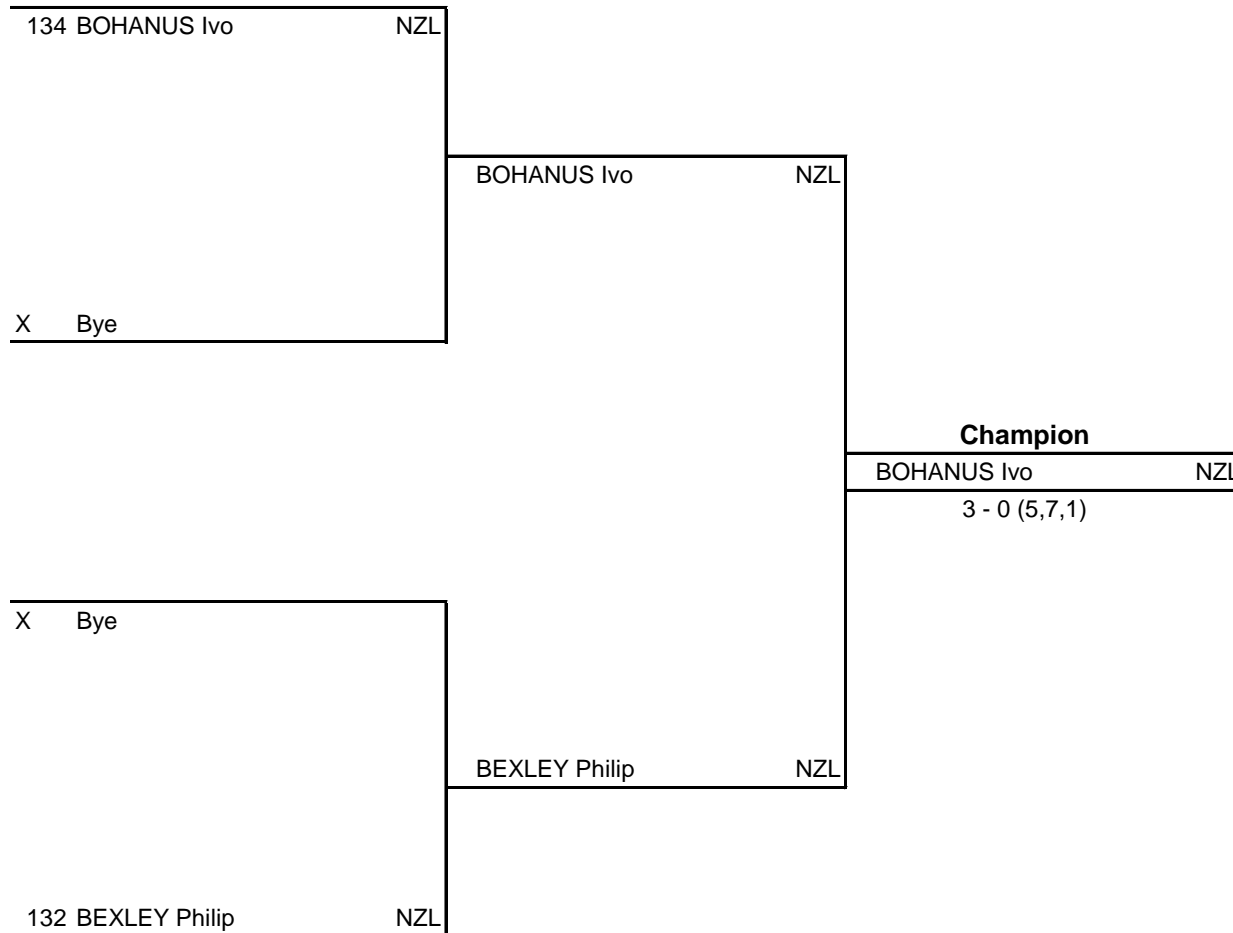 134 BOHANUS Ivo NZL
BOHANUS Ivo NZL
X Bye
Champion
BOHANUS Ivo NZL
3 - 0 (5,7,1)
X Bye
BEXLEY Philip NZL
132 BEXLEY Philip NZL